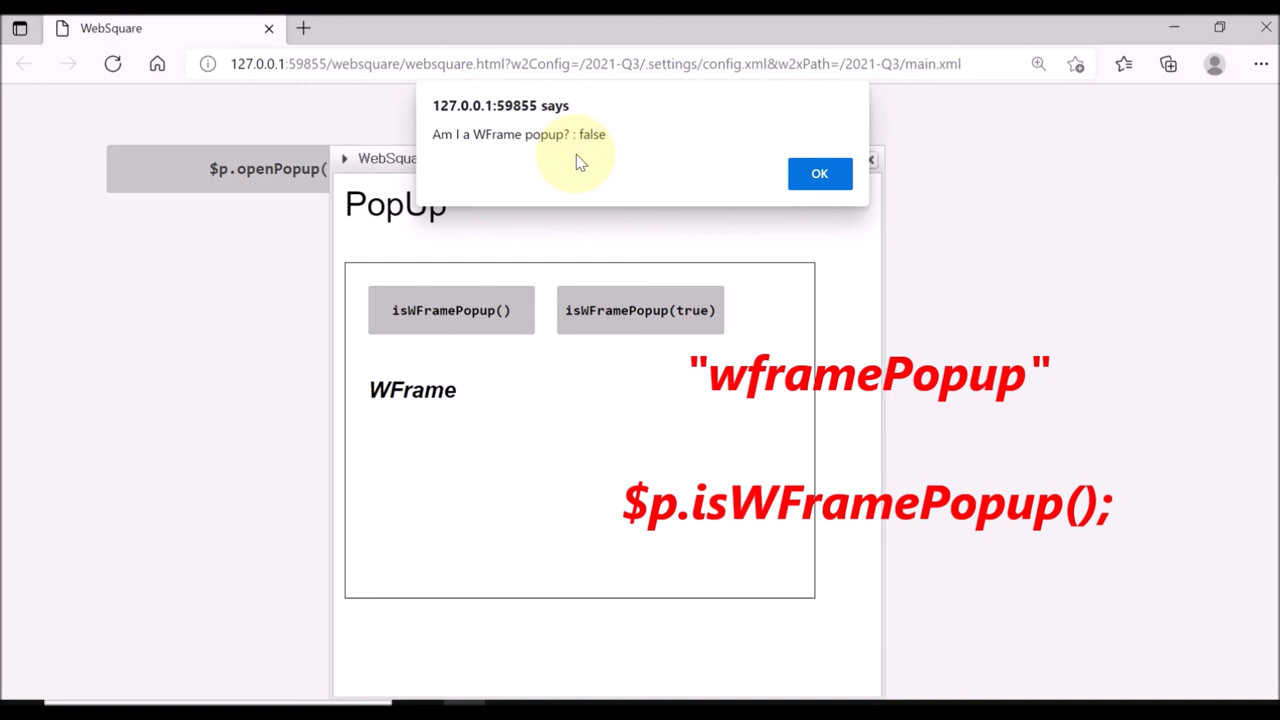 WebSquare
127.0.0.1:59855/websquare/websquare.html?w2Config=/2021-Q3/.settings/config.xml&w2xPath=/2021-Q3/main.xml
127.0.0.1:59855 says
Am I a WFrame popup? : false
OK
$p.openPopup(
WebSqua
PopUp
isWFramePopup()
isWFramePopup(true)
"wframePopup"
WFrame
$p.isWFramePopup();